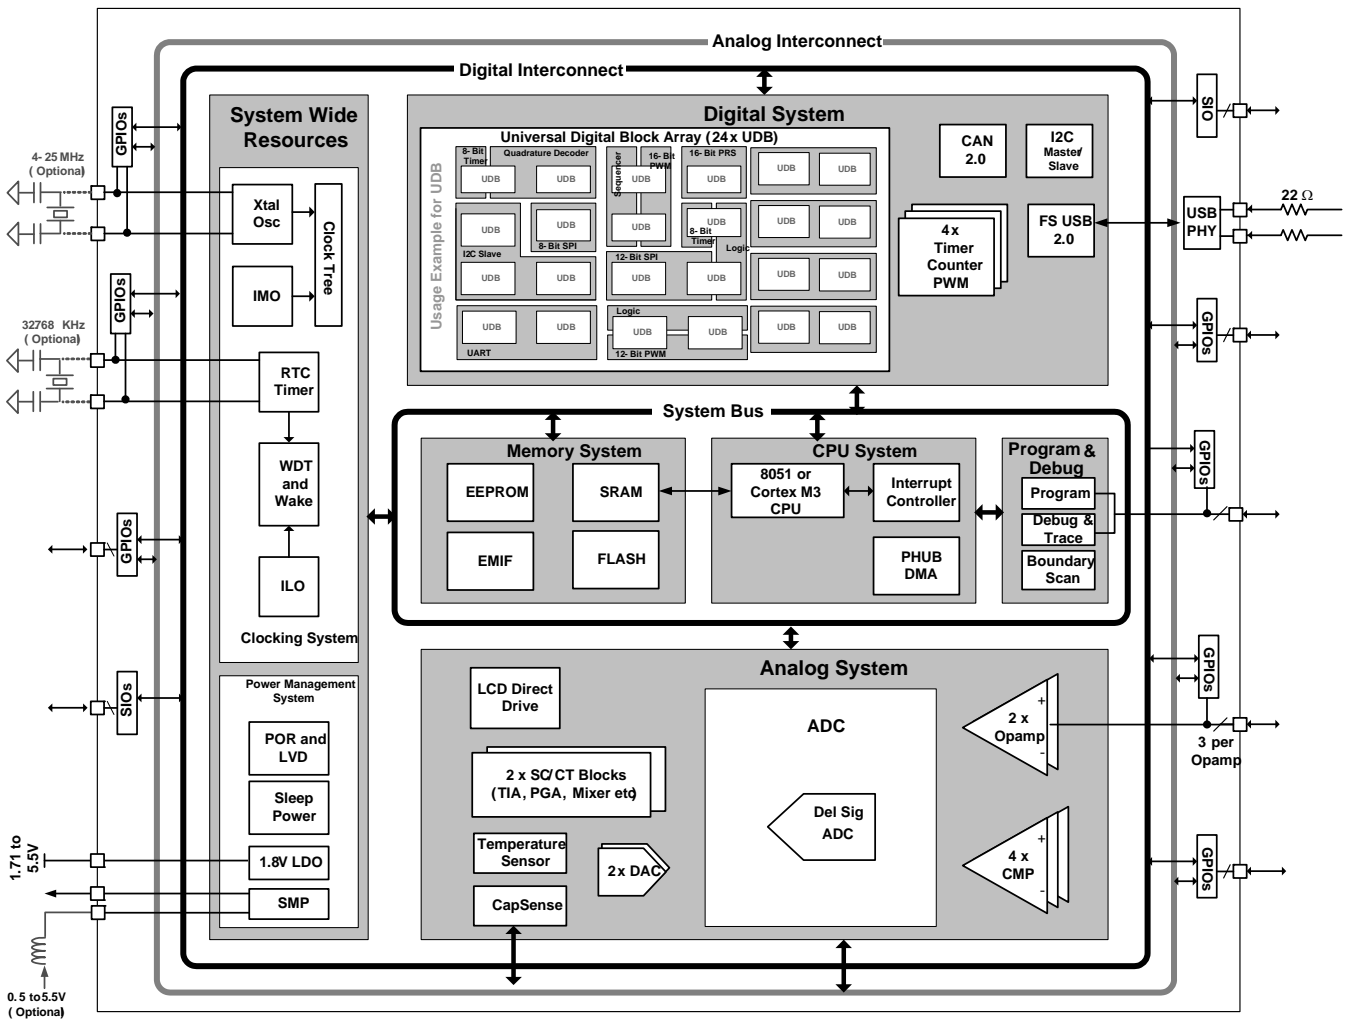 Analog Interconnect
Digital Interconnect
System Wide
Resources
Xtal
Osc
Clock Tree
IMO
RTC
Timer
WDT
and
Wake
ILO
Clocking System
Power Management
System
POR and
LVD
Sleep
Power
1.8V LDO
SMP
GPIOs
4- 25 MHz
( Optional)
GPIOs
32768 KHz
( Optional)
GPIOs
SIOs
1.71 to
5.5V
0. 5 to 5.5V
( Optional)
Digital System
Universal Digital Block Array (24x UDB)
Usage Example for UDB
8- Bit
Timer
Quadrature Decoder
Sequencer
16- Bit
PWM
16- Bit PRS
UDB
UDB
UDB
UDB
UDB
UDB
UDB
UDB
UDB
UDB
UDB
UDB
I2C Slave
8- Bit SPI
8- Bit
Timer
Logic
12- Bit SPI
UDB
UDB
UDB
UDB
UDB
UDB
Logic
UDB
UDB
UDB
UDB
UDB
UDB
UART
12- Bit PWM
CAN
2.0
I2C
Master/
Slave
4 x
Timer
Counter
PWM
FS USB
2.0
System Bus
Memory System
EEPROM
SRAM
EMIF
FLASH
CPU System
8051 or
Cortex M3
CPU
Interrupt
Controller
PHUB
DMA
Program &
Debug
Program
Debug &
Trace
Boundary
Scan
Analog System
LCD Direct
Drive
2 x SC/CT Blocks
(TIA, PGA, Mixer etc)
Temperature
Sensor
CapSense
2 x DAC
ADC
Del Sig
ADC
+
2 x
Opamp
-
+
4 x
CMP
-
SIO
USB
PHY
22 Ω
GPIOs
GPIOs
GPIOs
3 per
Opamp
GPIOs